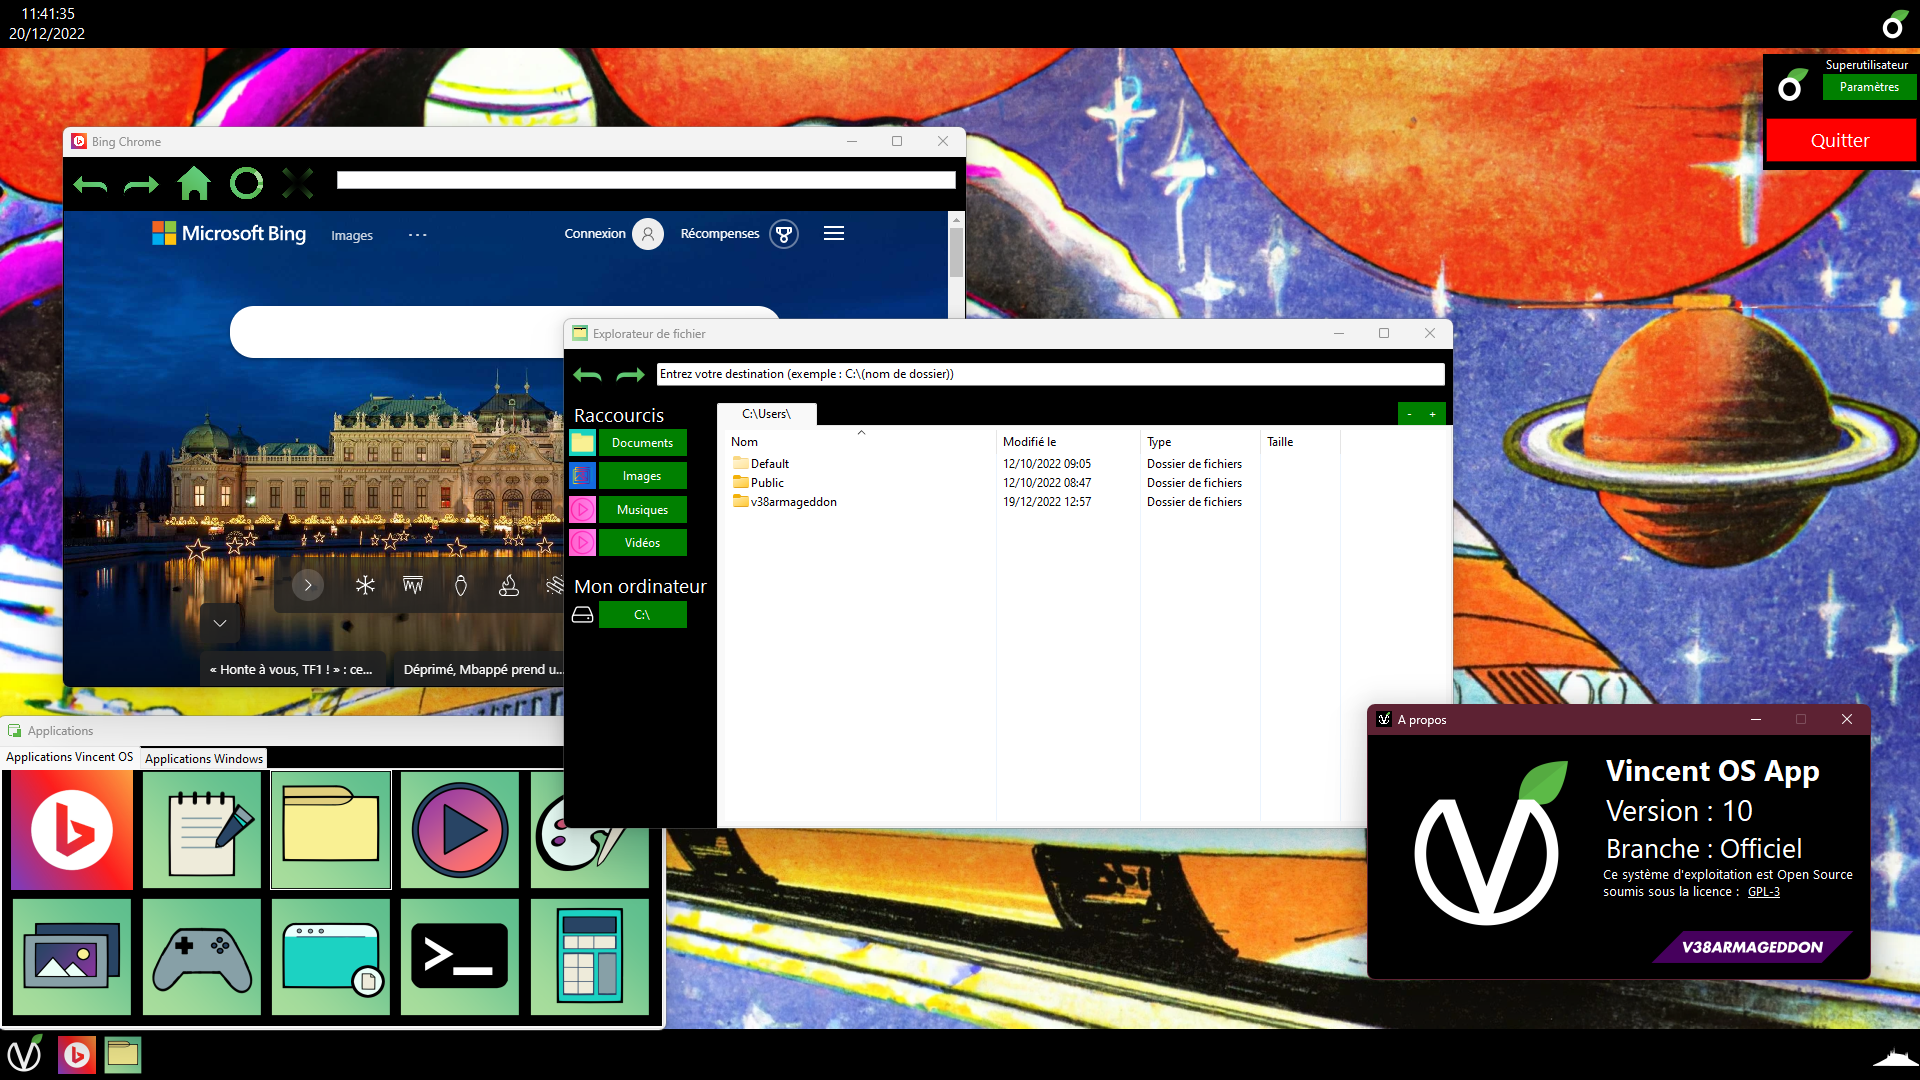 11:41:35
20/12/2022
Superutilisateur
Paramètres
Quitter
Bing Chrome
Microsoft Bing
Images
...
Connexion
Récompenses
« Honte à vous, TF1 ! » : ce...
Déprimé, Mbappé prend u...
Explorateur de fichier
Entrez votre destination (exemple : C:\(nom de dossier))
Raccourcis
Documents
Images
Musiques
Vidéos
Mon ordinateur
C:\
C:\Users\
- +
Nom Modifié le Type Taille
Default 12/10/2022 09:05 Dossier de fichiers
Public 12/10/2022 08:47 Dossier de fichiers
v38armageddon 19/12/2022 12:57 Dossier de fichiers
Applications
Applications Vincent OS Applications Windows
A propos
Vincent OS App
Version : 10
Branche : Officiel
Ce système d'exploitation est Open Source
soumis sous la licence : GPL-3
V38ARMAGEDDON